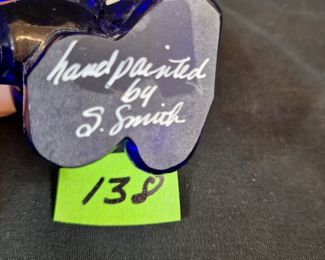 hand painted
by
S. Smith
138